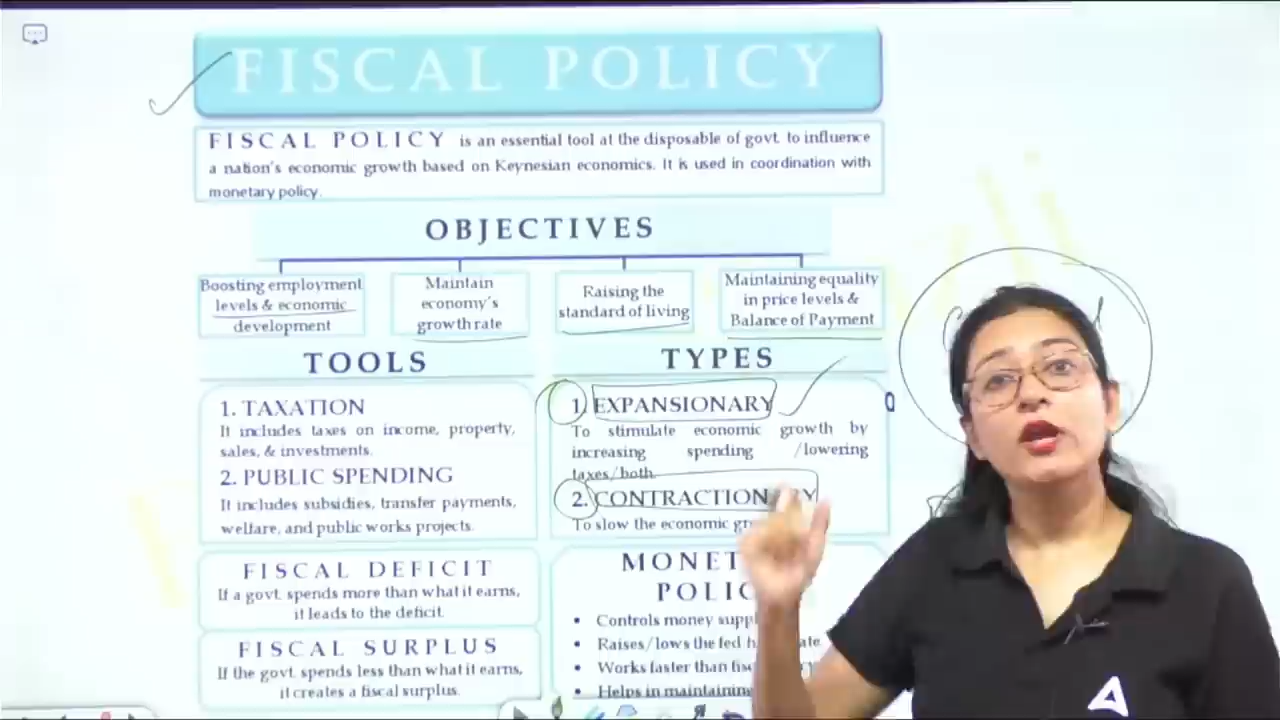 FISCAL POLICY
FISCAL POLICY is an essential tool at the disposable of govt. to influence
a nation's economic growth based on Keynesian economics. It is used in coordination with
monetary policy.
OBJECTIVES
Boosting employment
levels & economic
development
Maintain
economy's
growth rate
Raising the
standard of living
Maintaining equality
in price levels &
Balance of Payment
TOOLS
1. TAXATION
It includes taxes on income, property,
sales, & investments.
2. PUBLIC SPENDING
It includes subsidies, transfer payments,
welfare, and public works projects.
TYPES
1. EXPANSIONARY
To stimulate economic growth by
increasing spending /lowering
taxes/both.
2. CONTRACTIONARY
To slow the economic
FISCAL DEFICIT
If a govt. spends more than what it earns,
it leads to the deficit.
FISCAL SURPLUS
If the govt. spends less than what it earns,
it creates a fiscal surplus.
• Controls money
• Raises/lows the fed
• Works faster than
• Helps in maintaining